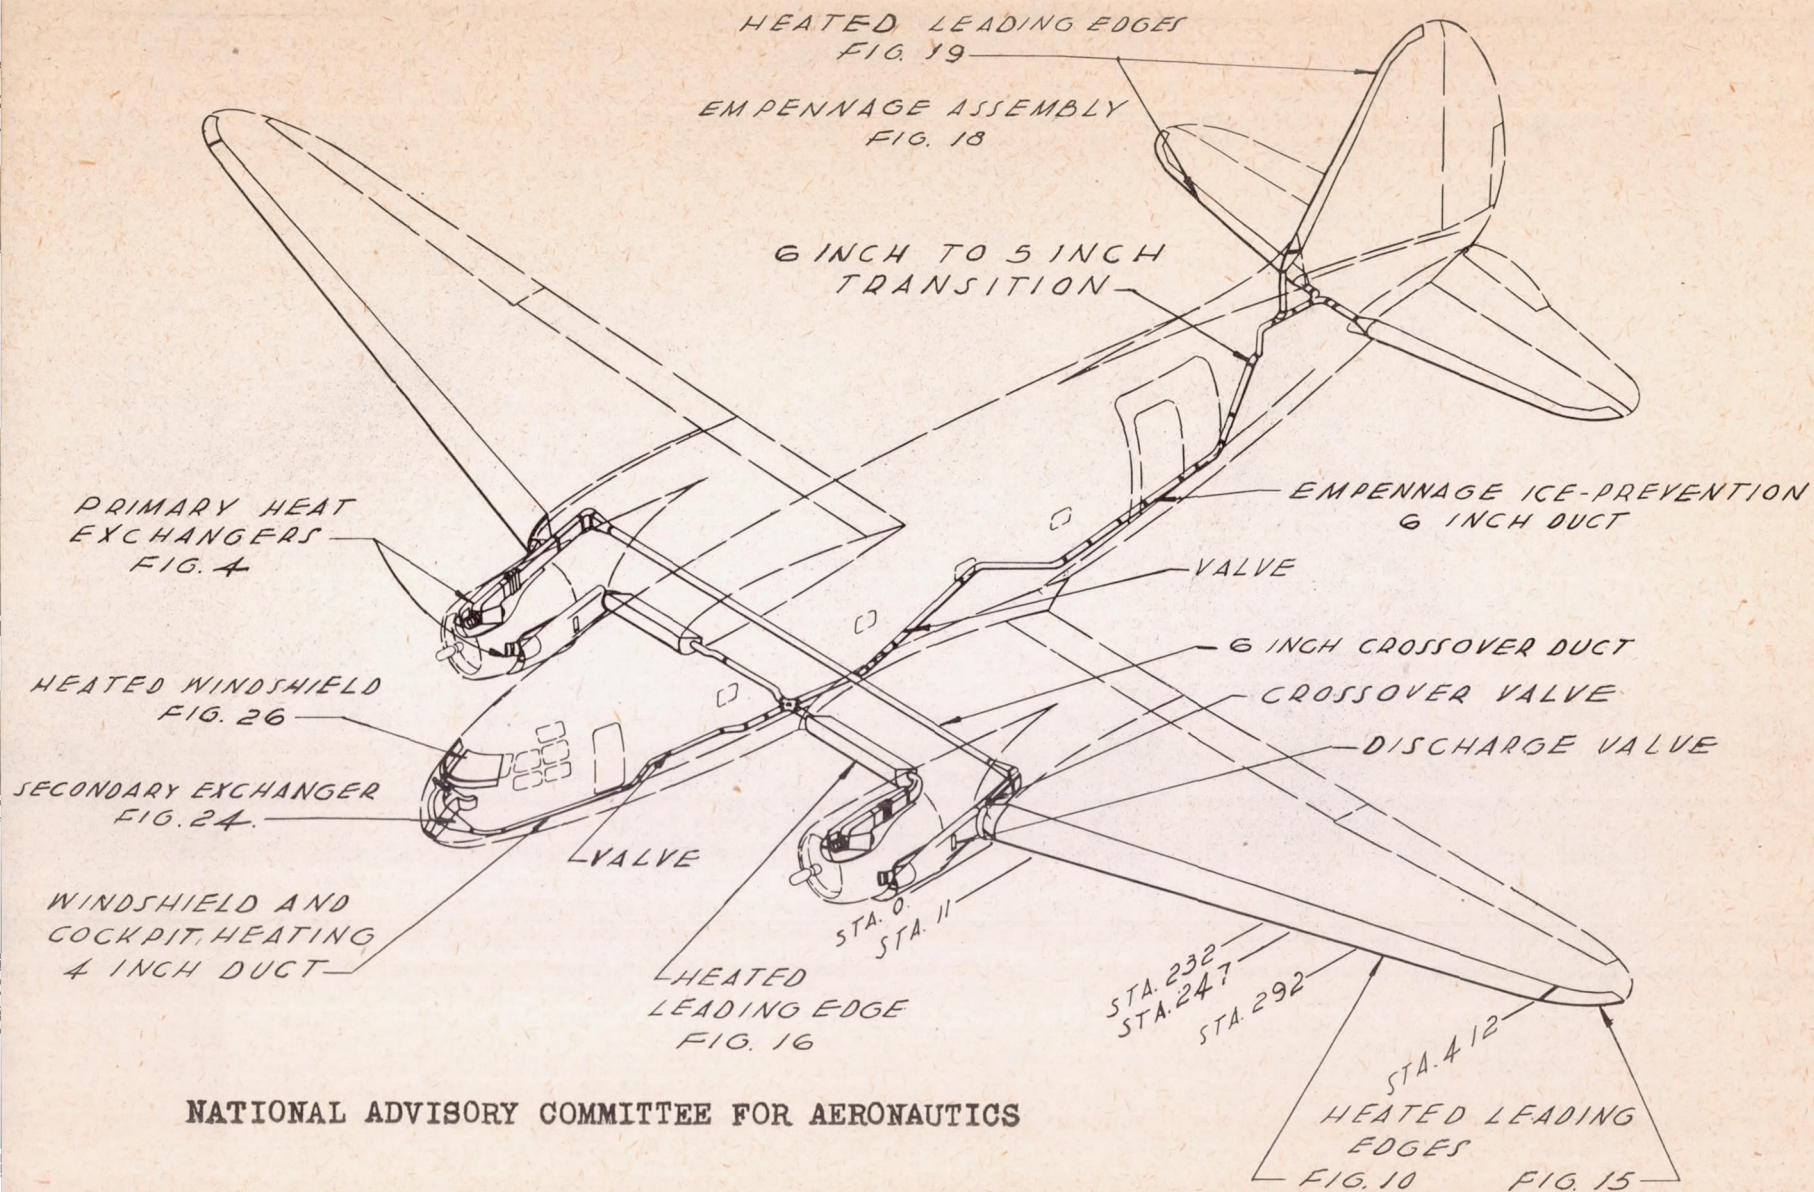 HEATED LEADING EDGES
FIG. 19
EMPENNAGE ASSEMBLY
FIG. 18
6 INCH TO 5 INCH
TRANSITION
PRIMARY HEAT
EXCHANGERS
FIG. 4
EMPENNAGE ICE-PREVENTION
6 INCH DUCT
VALVE
6 INCH CROSSOVER DUCT
HEATED WINDSHIELD
FIG. 26
CROSSOVER VALVE
DISCHARGE VALVE
SECONDARY EXCHANGER
FIG. 24.
VALVE
WINDSHIELD AND
COCKPIT HEATING
4 INCH DUCT
STA. 0
STA. 11
HEATED
LEADING EDGE
FIG. 16
STA. 232
STA. 247
STA. 292
STA. 412
HEATED LEADING
EDGES
FIG. 10 FIG. 15
NATIONAL ADVISORY COMMITTEE FOR AERONAUTICS